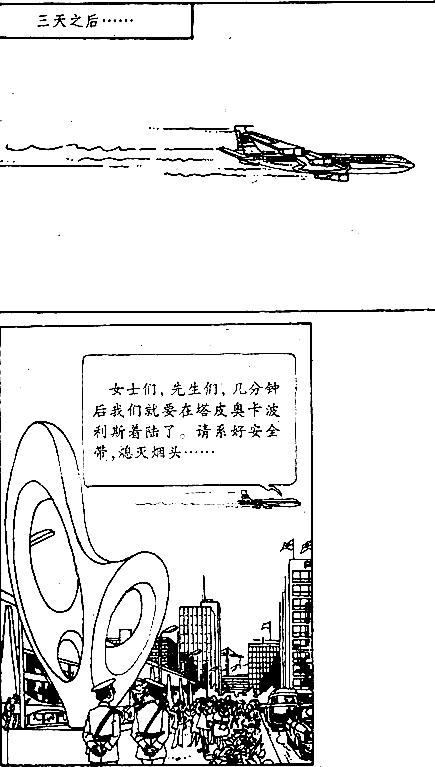 三天之后……
女士们，先生们，几分钟
后我们就要在塔皮奥卡波
利斯着陆了。请系好安全
带，熄灭烟头……